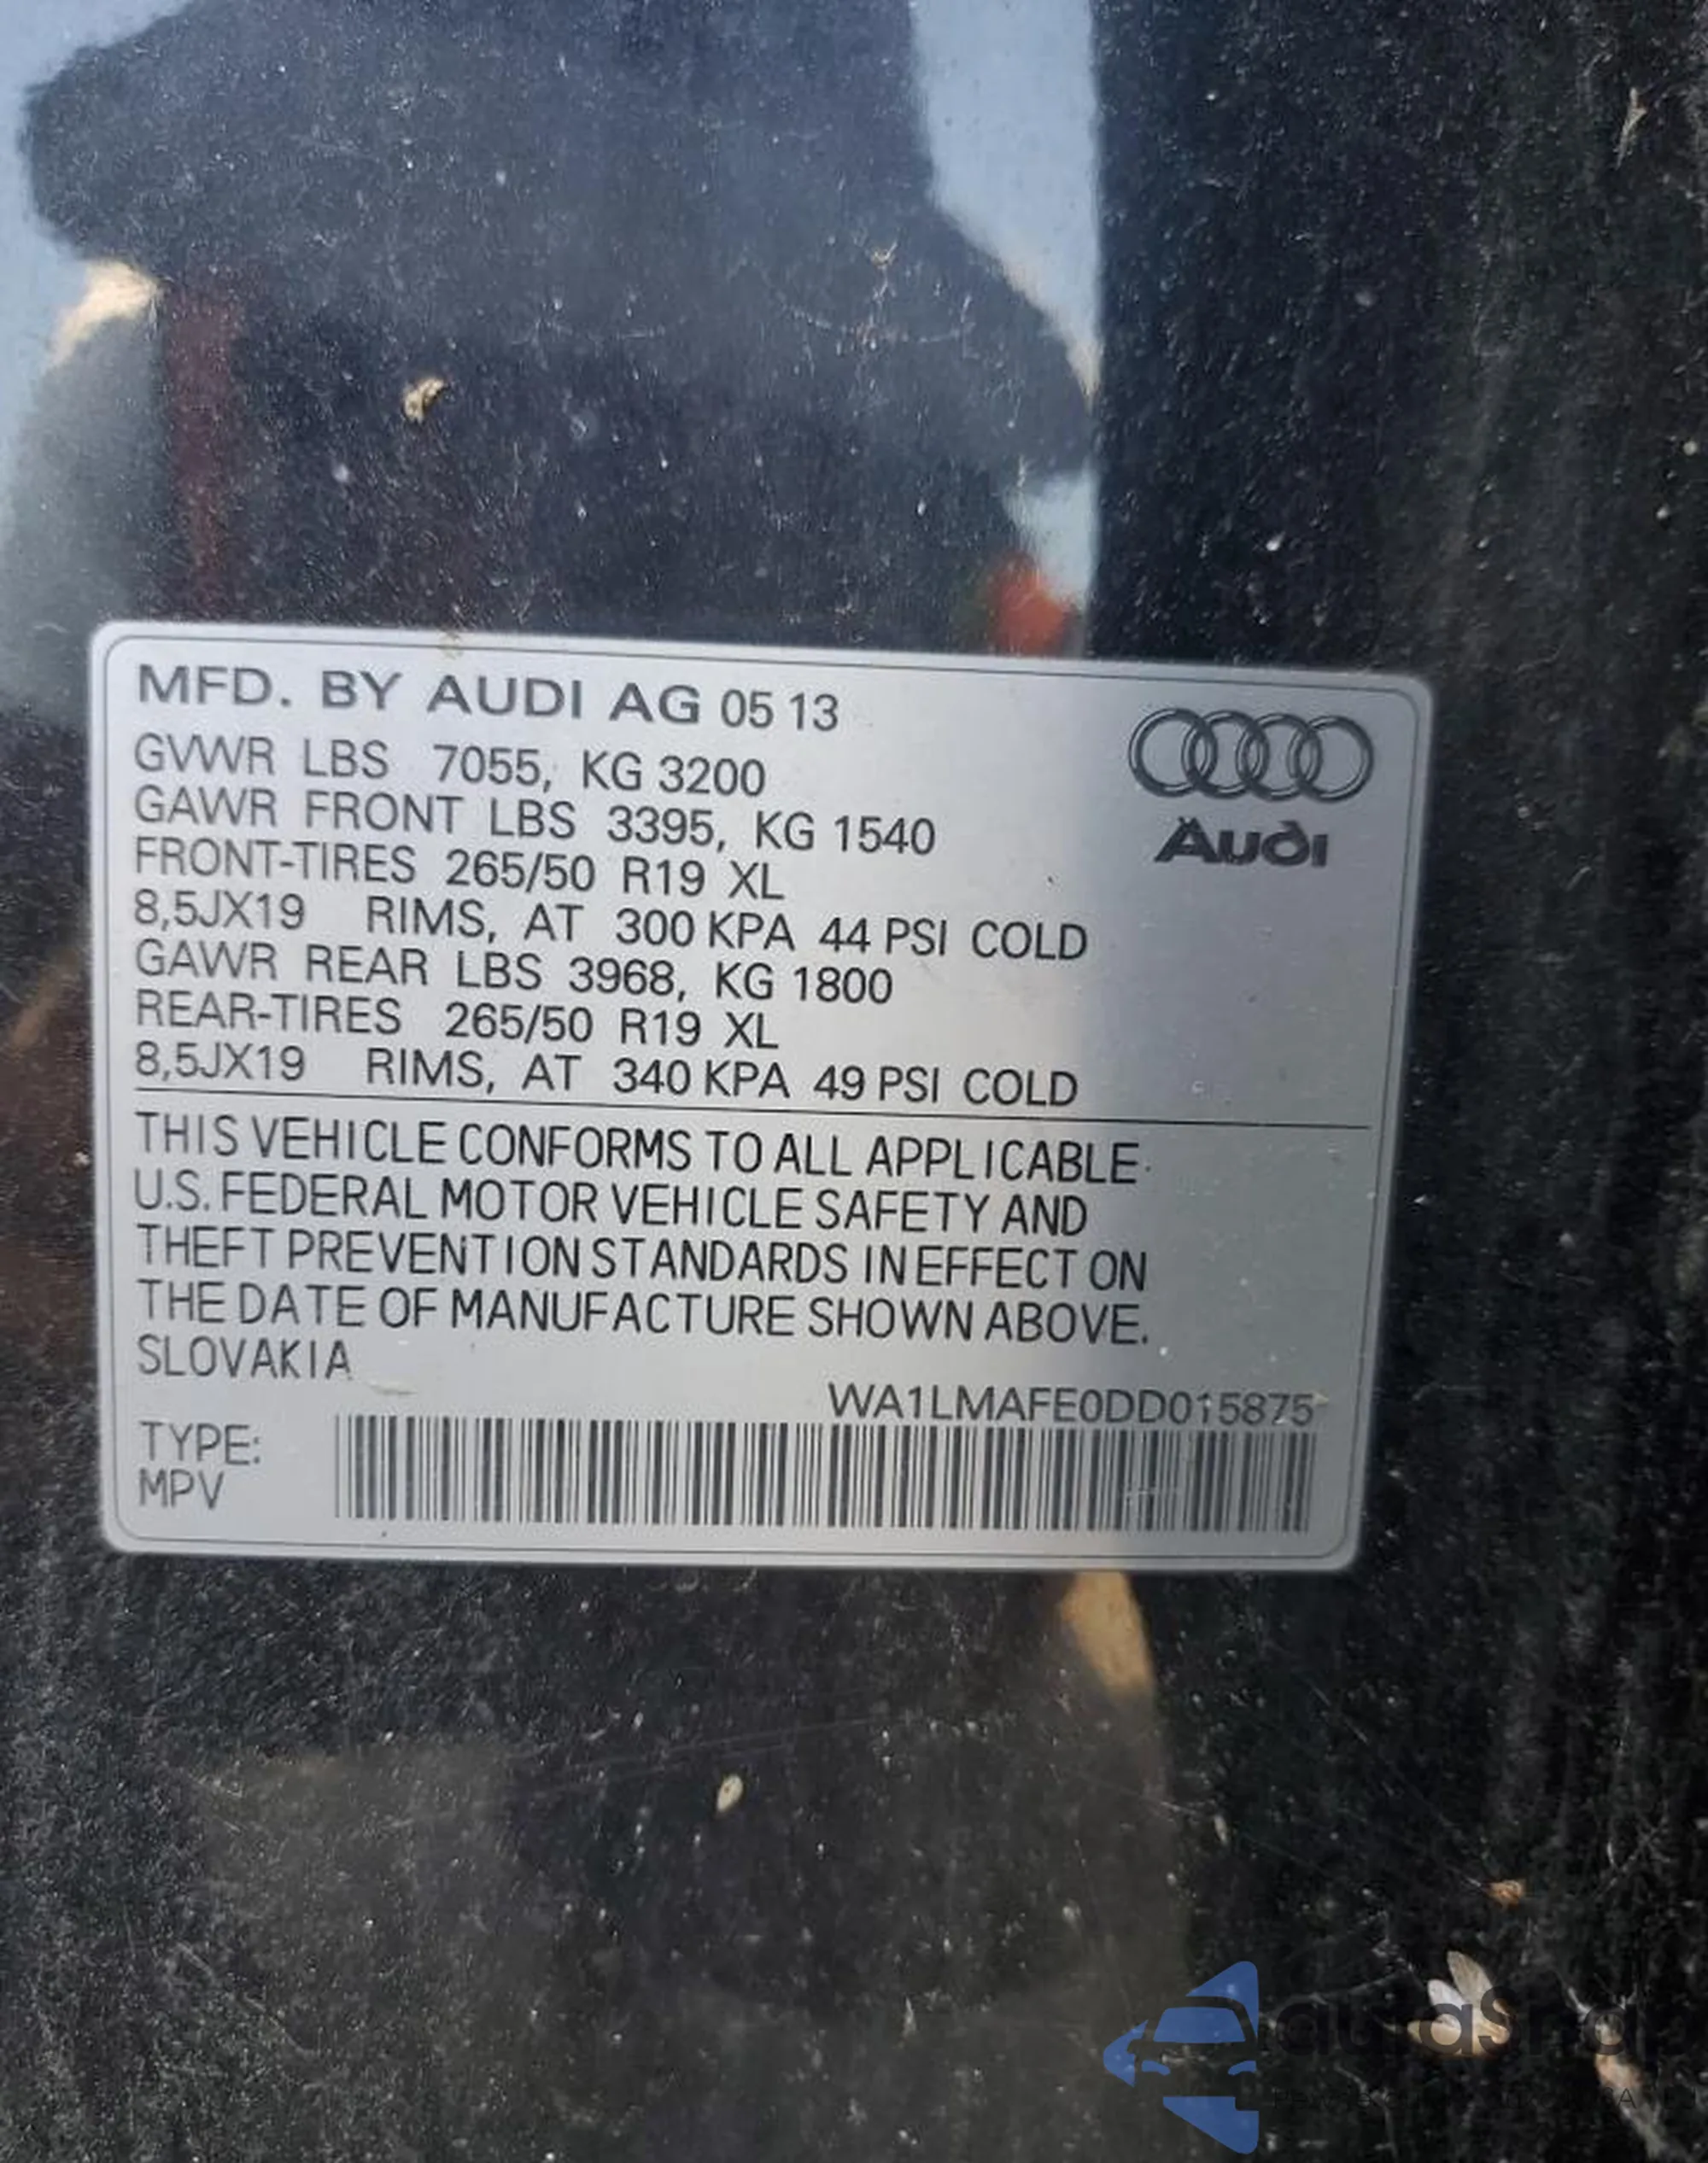 MFD. BY AUDI AG 05 13
GVWR LBS 7055, KG 3200
GAWR FRONT LBS 3395, KG 1540
FRONT-TIRES 265/50 R19 XL
8,5JX19 RIMS, AT 300 KPA 44 PSI COLD
GAWR REAR LBS 3968, KG 1800
REAR-TIRES 265/50 R19 XL
8,5JX19 RIMS, AT 340 KPA 49 PSI COLD
Audi
THIS VEHICLE CONFORMS TO ALL APPLICABLE
U.S. FEDERAL MOTOR VEHICLE SAFETY AND
THEFT PREVENTION STANDARDS IN EFFECT ON
THE DATE OF MANUFACTURE SHOWN ABOVE.
SLOVAKIA
WA1LMAFE0DD015875
TYPE:
MPV